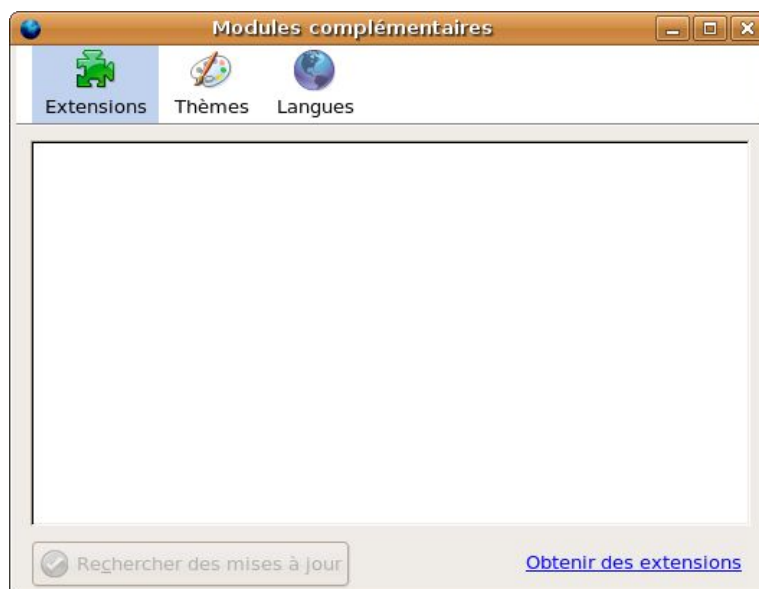 Modules complémentaires
Extensions Thèmes Langues
Rechercher des mises à jour Obtenir des extensions